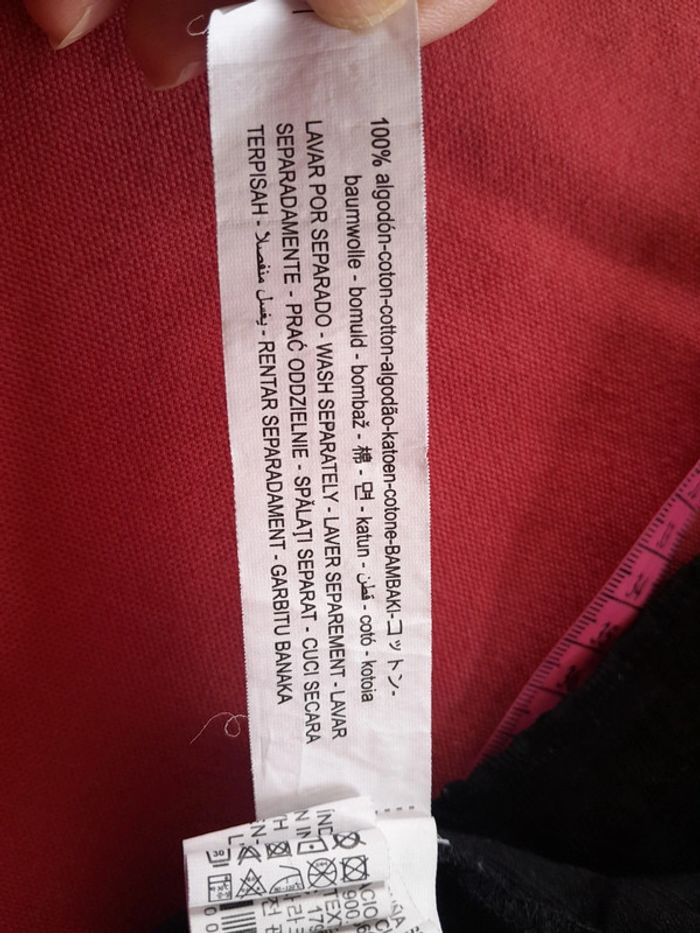 100% algodón-coton-cotton-algodão-katoen-cotone-BAMBAKI-コットン-
baumwolle - bomuld - bombaž - 棉 - 면 - katun - قطن - cotó - kotoia
LAVAR POR SEPARADO - WASH SEPARATELY - LAVER SEPAREMENT - LAVAR
SEPARADAMENTE - PRAĆ ODDZIELNIE - SPĂLAȚI SEPARAT - CUCI SECARA
TERPISAH - يغسل منفصلا - RENTAR SEPARADAMENT - GARBITU BANAKA
30